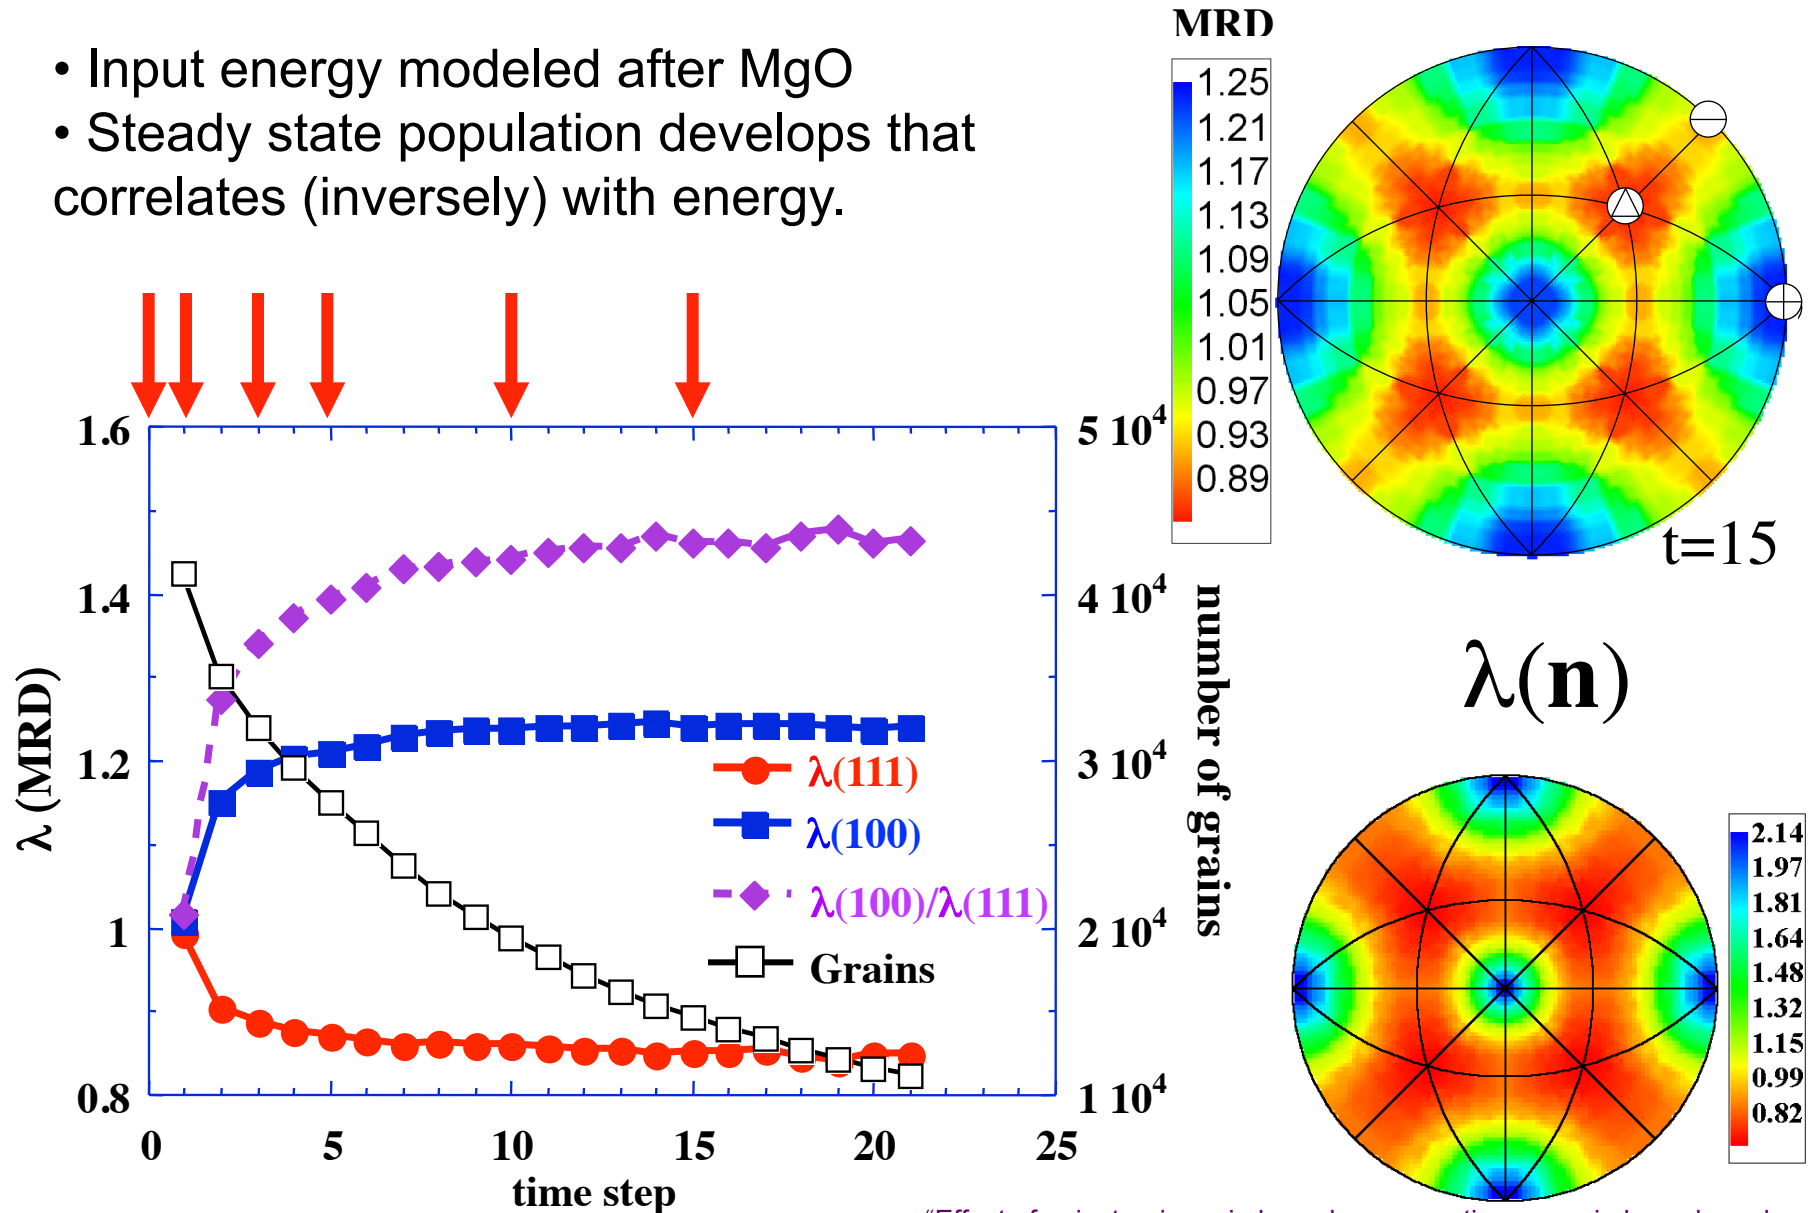 • Input energy modeled after MgO
• Steady state population develops that
correlates (inversely) with energy.
MRD
1.25
1.21
1.17
1.13
1.09
1.05
1.01
0.97
0.93
0.89
t=15
1.6
1.4
1.2
1
0.8
λ (MRD)
0
5
10
15
20
25
time step
5 10⁴
4 10⁴
3 10⁴
2 10⁴
1 10⁴
number of grains
λ(111)
λ(100)
λ(100)/λ(111)
Grains
λ(n)
2.14
1.97
1.81
1.64
1.48
1.32
1.15
0.99
0.82